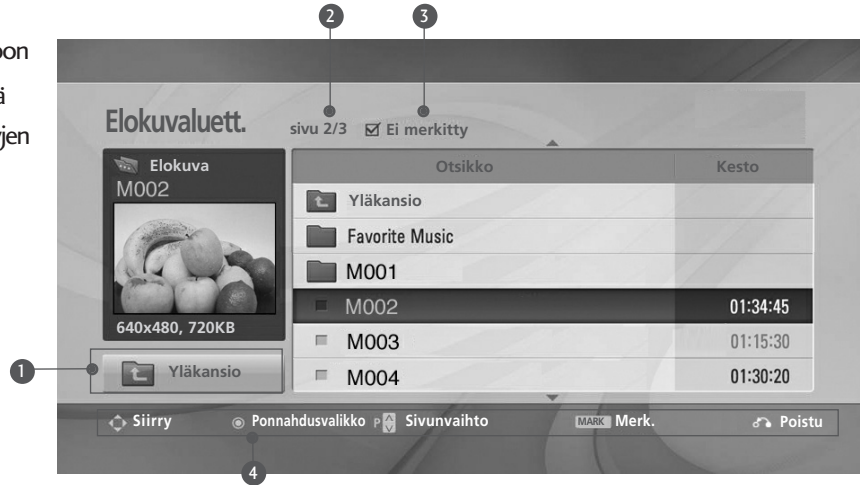 2 3
oon
ä
jen
Elokuvaluett. sivu 2/3 Ei merkitty
Elokuva
M002
640x480, 720KB
Otsikko Kesto
Yläkansio
Favorite Music
M001
M002 01:34:45
M003 01:15:30
M004 01:30:20
1 Yläkansio
Siirry Ponnahdusvalikko P Sivunvaihto MARK Merk. Poistu
4